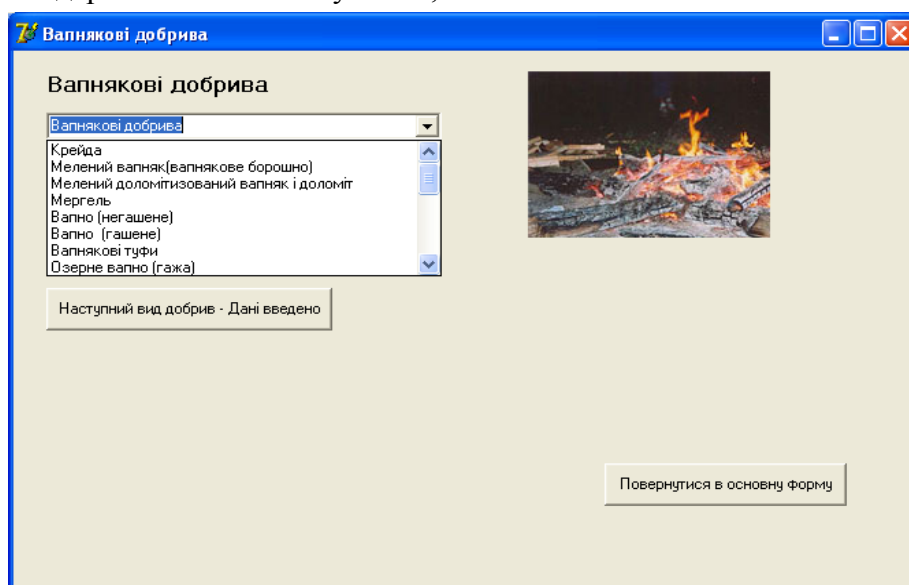 Вапнякові добрива
Вапнякові добрива
Вапнякові добрива
Крейда
Мелений вапняк(вапнякове борошно)
Мелений доломітизований вапняк і доломіт
Мергель
Вапно (негашене)
Вапно (гашене)
Вапнякові туфи
Озерне вапно (гажа)
Наступний вид добрив - Дані введено
Повернутися в основну форму